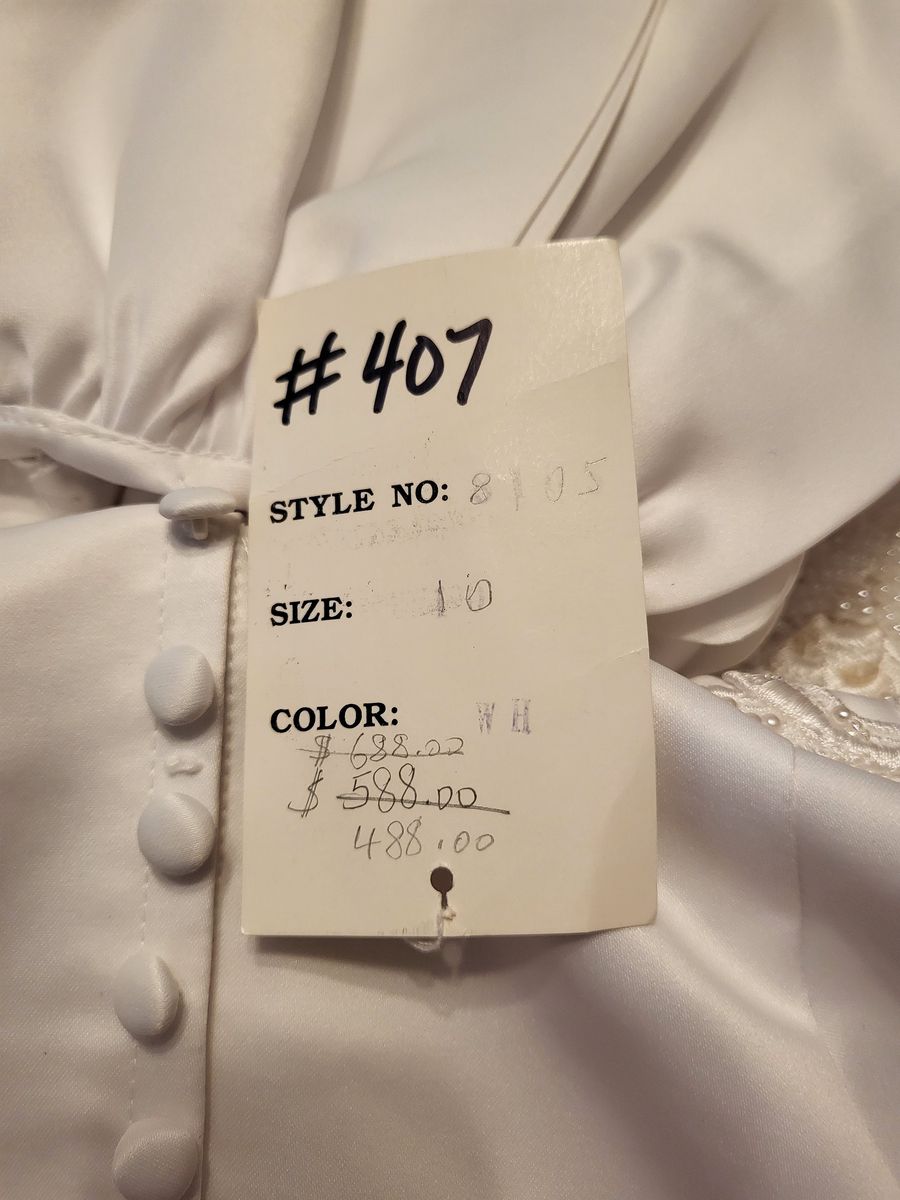 #407
STYLE NO: 8105
SIZE: 10
COLOR: WH
$ 688.00
$ 588.00
488.00